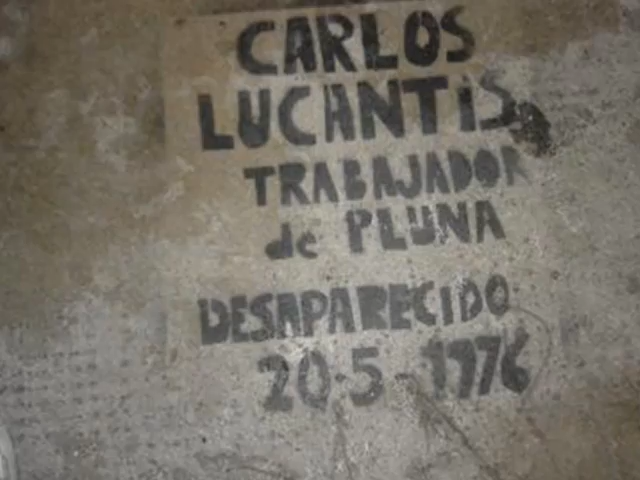 CARLOS
LUCANTIS
TRABAJADOR
de PLUNA
DESAPARECIDO
20-5-1976